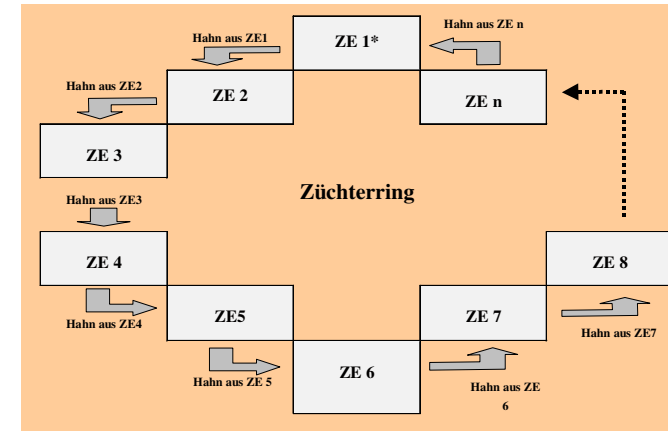 Hahn aus ZE1
ZE 1*
Hahn aus ZE n
Hahn aus ZE2
ZE 2
ZE n
ZE 3
Züchterring
Hahn aus ZE3
ZE 4
ZE 8
Hahn aus ZE4
ZE5
ZE 7
Hahn aus ZE7
Hahn aus ZE 5
ZE 6
Hahn aus ZE
6